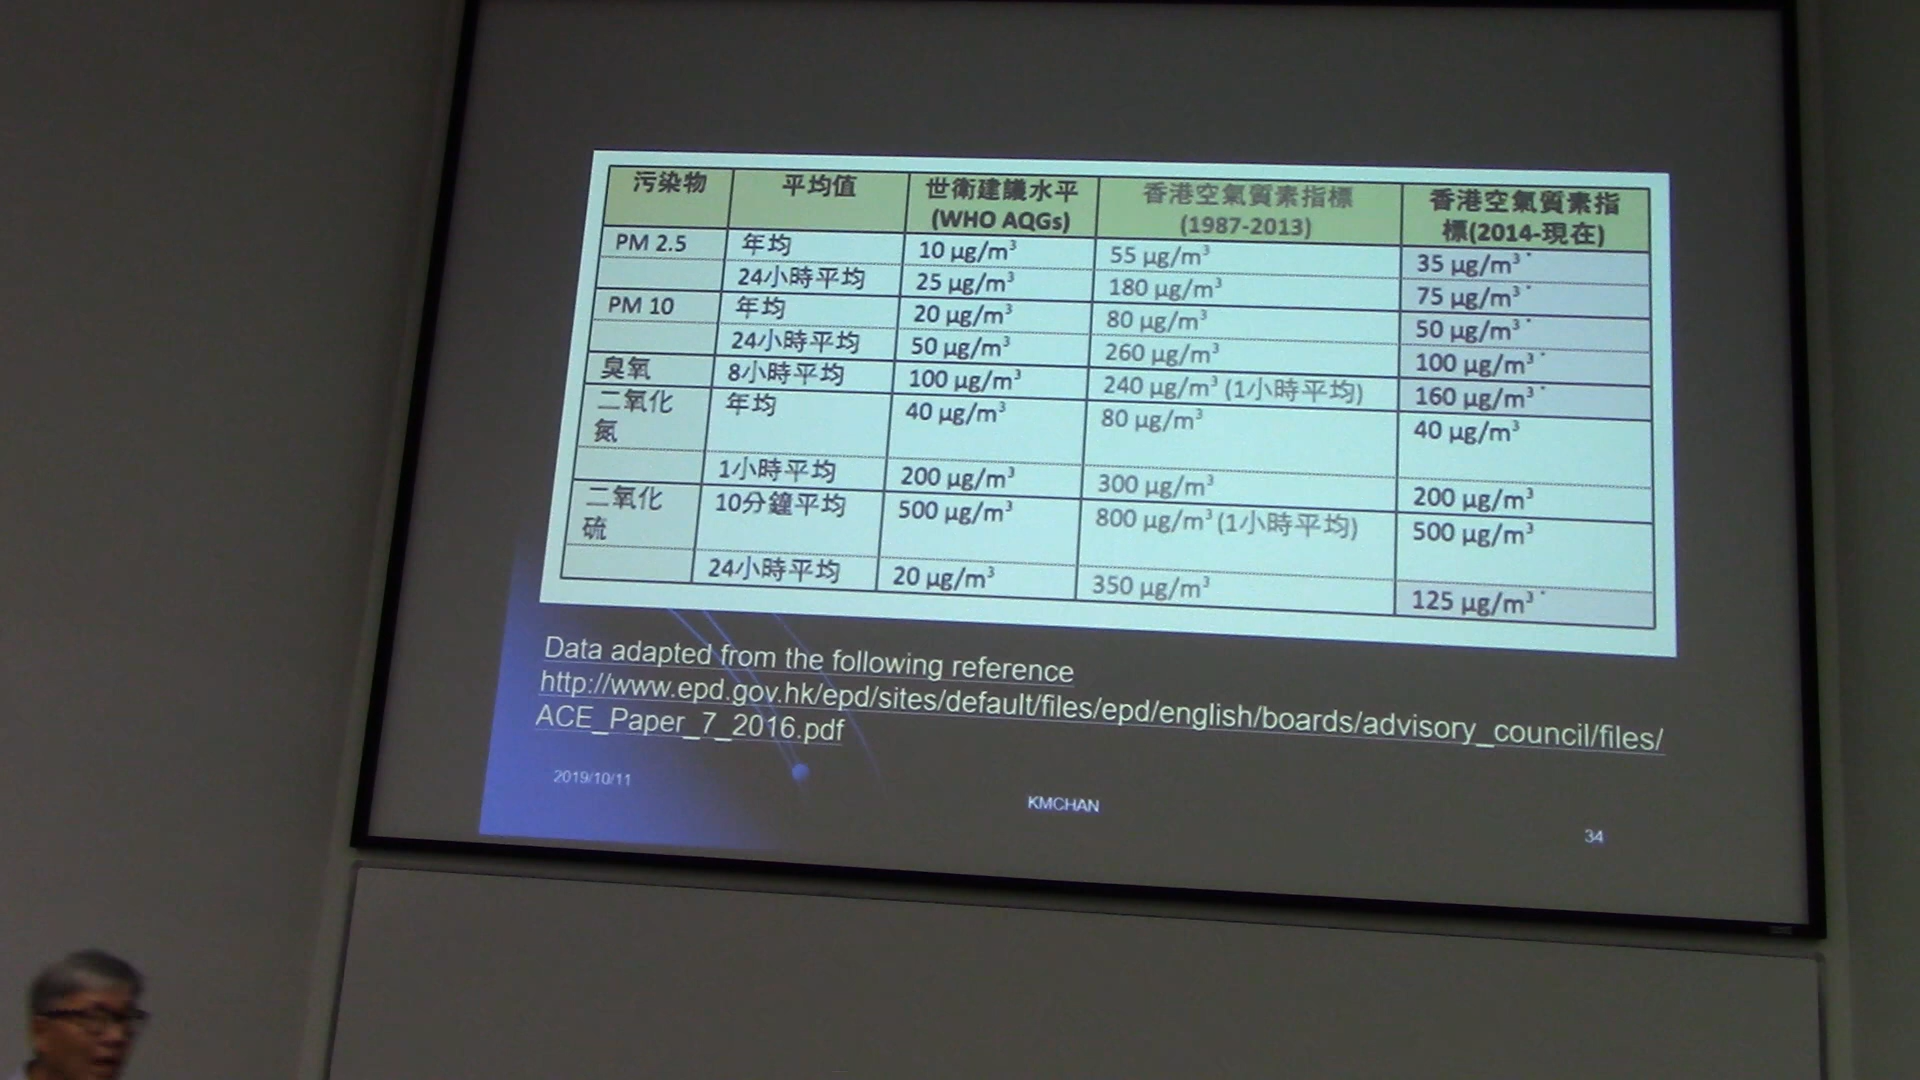 污染物 平均值 世衛建議水平 (WHO AQGs) 香港空氣質素指標 (1987-2013) 香港空氣質素指標(2014-現在)
PM 2.5 年均 10 µg/m³ 55 µg/m³ 35 µg/m³*
24小時平均 25 µg/m³ 180 µg/m³ 75 µg/m³*
PM 10 年均 20 µg/m³ 80 µg/m³ 50 µg/m³*
24小時平均 50 µg/m³ 260 µg/m³ 100 µg/m³*
臭氧 8小時平均 100 µg/m³ 240 µg/m³ (1小時平均) 160 µg/m³*
二氧化氮 年均 40 µg/m³ 80 µg/m³ 40 µg/m³
1小時平均 200 µg/m³ 300 µg/m³ 200 µg/m³
二氧化硫 10分鐘平均 500 µg/m³ 800 µg/m³ (1小時平均) 500 µg/m³
24小時平均 20 µg/m³ 350 µg/m³ 125 µg/m³*
Data adapted from the following reference
http://www.epd.gov.hk/epd/sites/default/files/epd/english/boards/advisory_council/files/
ACE_Paper_7_2016.pdf
2019/10/11
KMCHAN
34